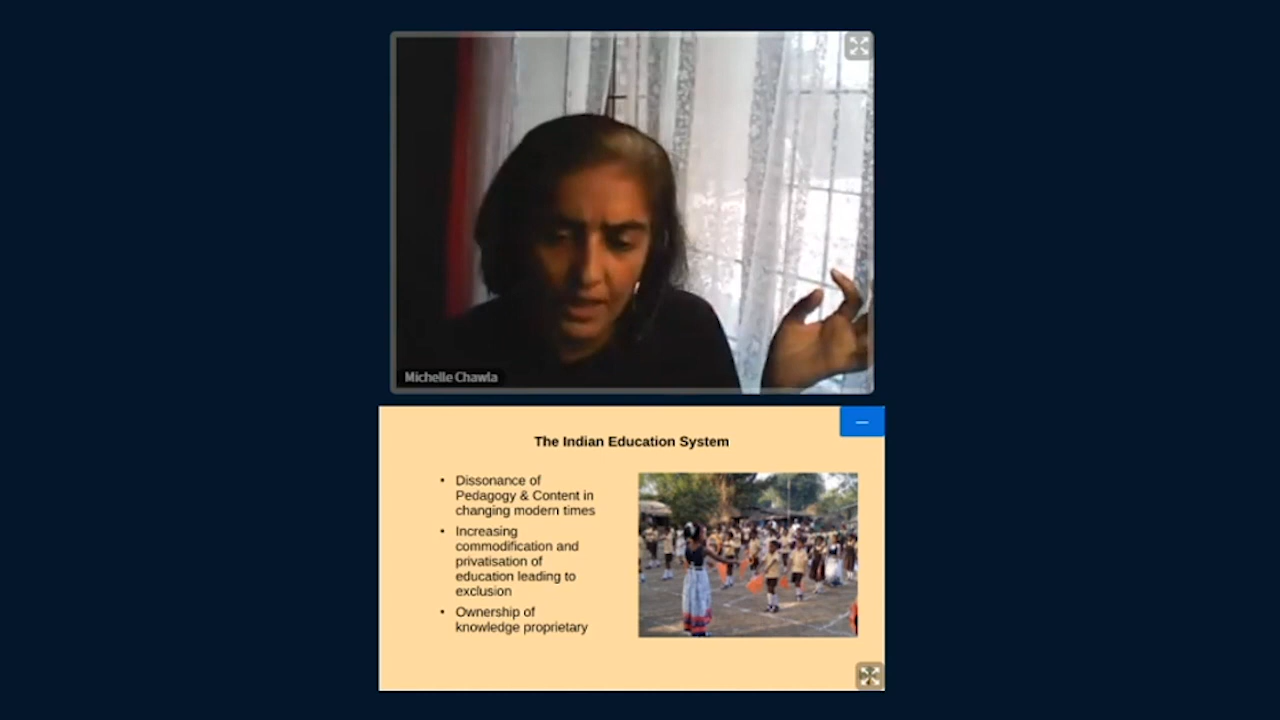 Michelle Chawla
The Indian Education System
• Dissonance of
Pedagogy & Content in
changing modern times
• Increasing
commodification and
privatisation of
education leading to
exclusion
• Ownership of
knowledge proprietary